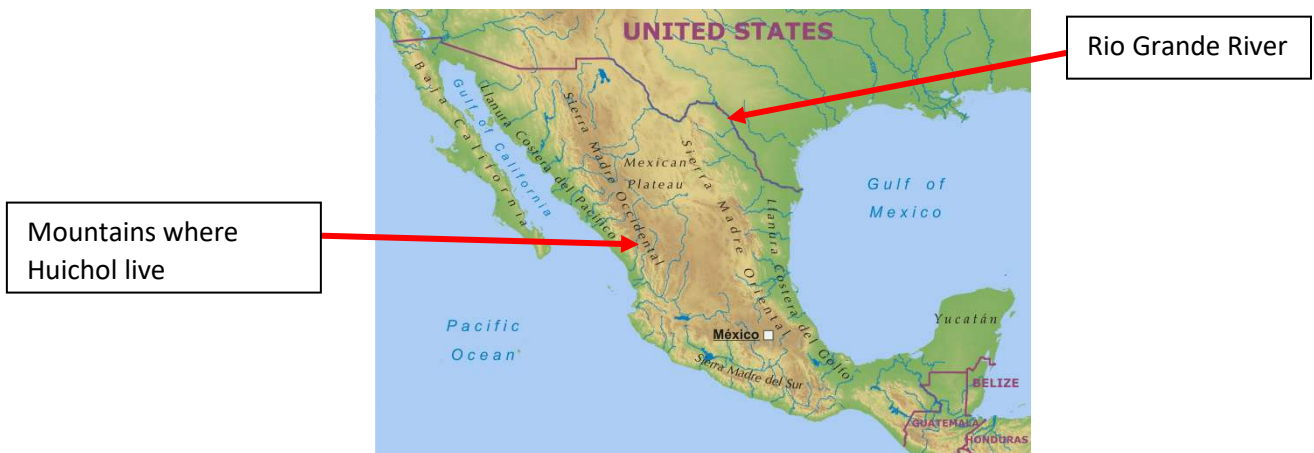 UNITED STATES
Rio Grande River
Baja California
Gulf of California
Llanura Costera del Pacífico
Sierra Madre Occidental
Mexican
Plateau
Sierra Madre Oriental
Llanura Costera del Golfo
Gulf of
Mexico
Mountains where
Huichol live
Pacific
Ocean
México
Sierra Madre del Sur
Yucatán
BELIZE
GUATEMALA
HONDURAS